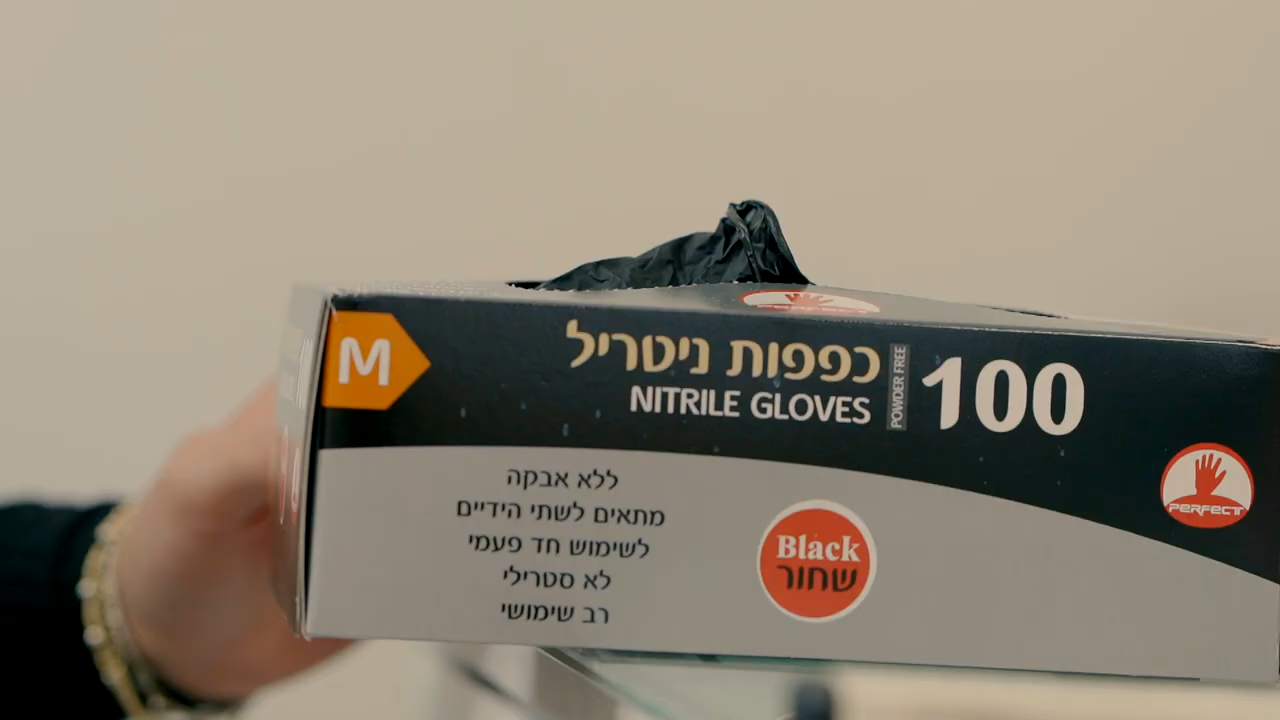 M
כפפות ניטריל
NITRILE GLOVES
POWDER FREE
100
ללא אבקה
מתאים לשתי הידיים
לשימוש חד פעמי
לא סטרילי
רב שימושי
Black
שחור
PERFECT
PERFECT